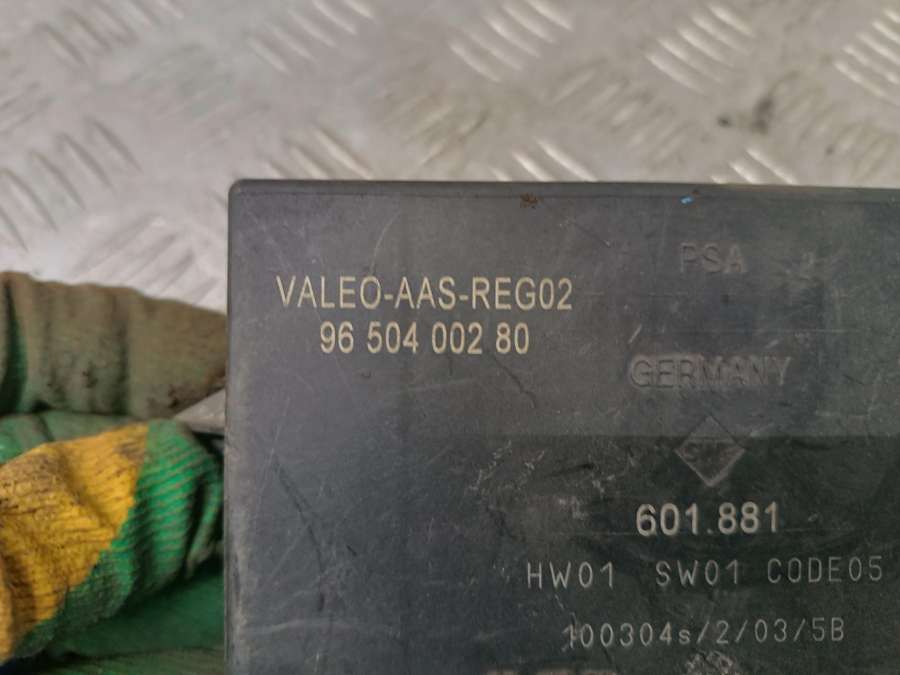 PSA
VALEO-AAS-REG02
96 504 002 80
GERMANY
601.881
HW01 SW01 CODE05
100304s/2/03/5B